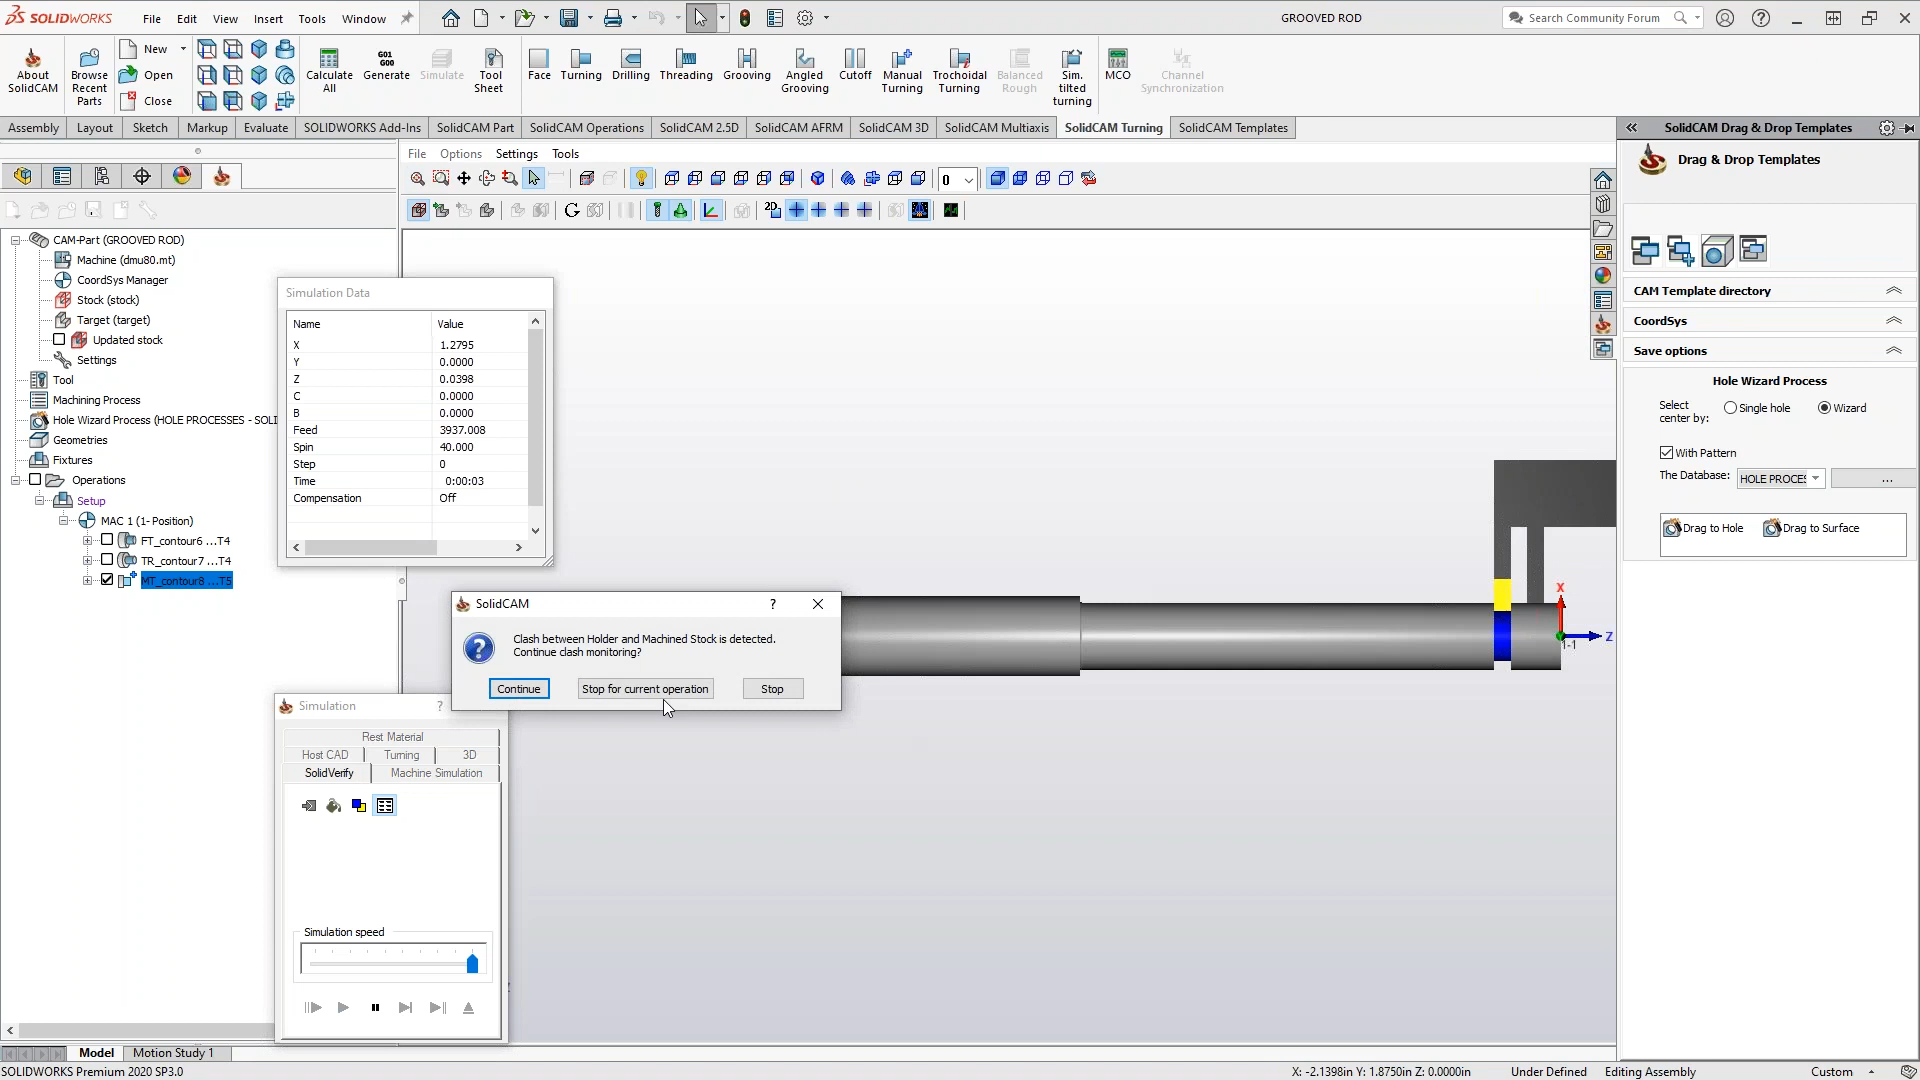 SOLIDWORKS
File Edit View Insert Tools Window
GROOVED ROD
Search Community Forum
About SolidCAM
Browse Recent Parts
New
Open
Close
Calculate All
G01 G00
Generate
Simulate
Tool Sheet
Face
Turning
Drilling
Threading
Grooving
Angled Grooving
Cutoff
Manual Turning
Trochoidal Turning
Balanced Rough
Sim. tilted turning
MCO
Channel Synchronization
Assembly Layout Sketch Markup Evaluate SOLIDWORKS Add-Ins SolidCAM Part SolidCAM Operations SolidCAM 2.5D SolidCAM AFRM SolidCAM 3D SolidCAM Multiaxis SolidCAM Turning SolidCAM Templates
SolidCAM Drag & Drop Templates
File Options Settings Tools
Drag & Drop Templates
0
2D
CAM-Part (GROOVED ROD)
Machine (dmu80.mt)
CoordSys Manager
Stock (stock)
Target (target)
Updated stock
Settings
Tool
Machining Process
Hole Wizard Process (HOLE PROCESSES - SOLI
Geometries
Fixtures
Operations
Setup
MAC 1 (1- Position)
FT_contour6 ...T4
TR_contour7 ...T4
MT_contour8 ...T5
Simulation Data
Name Value
X 1.2795
Y 0.0000
Z 0.0398
C 0.0000
B 0.0000
Feed 3937.008
Spin 40.000
Step 0
Time 0:00:03
Compensation Off
SolidCAM
?
Clash between Holder and Machined Stock is detected.
Continue clash monitoring?
Continue
Stop for current operation
Stop
X
Z
1-1
Simulation
?
Rest Material
Host CAD Turning 3D
SolidVerify Machine Simulation
Simulation speed
CAM Template directory
CoordSys
Save options
Hole Wizard Process
Select center by:
Single hole
Wizard
With Pattern
The Database:
HOLE PROCES
...
Drag to Hole
Drag to Surface
Model Motion Study 1
SOLIDWORKS Premium 2020 SP3.0
X: -2.1398in Y: 1.8750in Z: 0.0000in
Under Defined
Editing Assembly
Custom